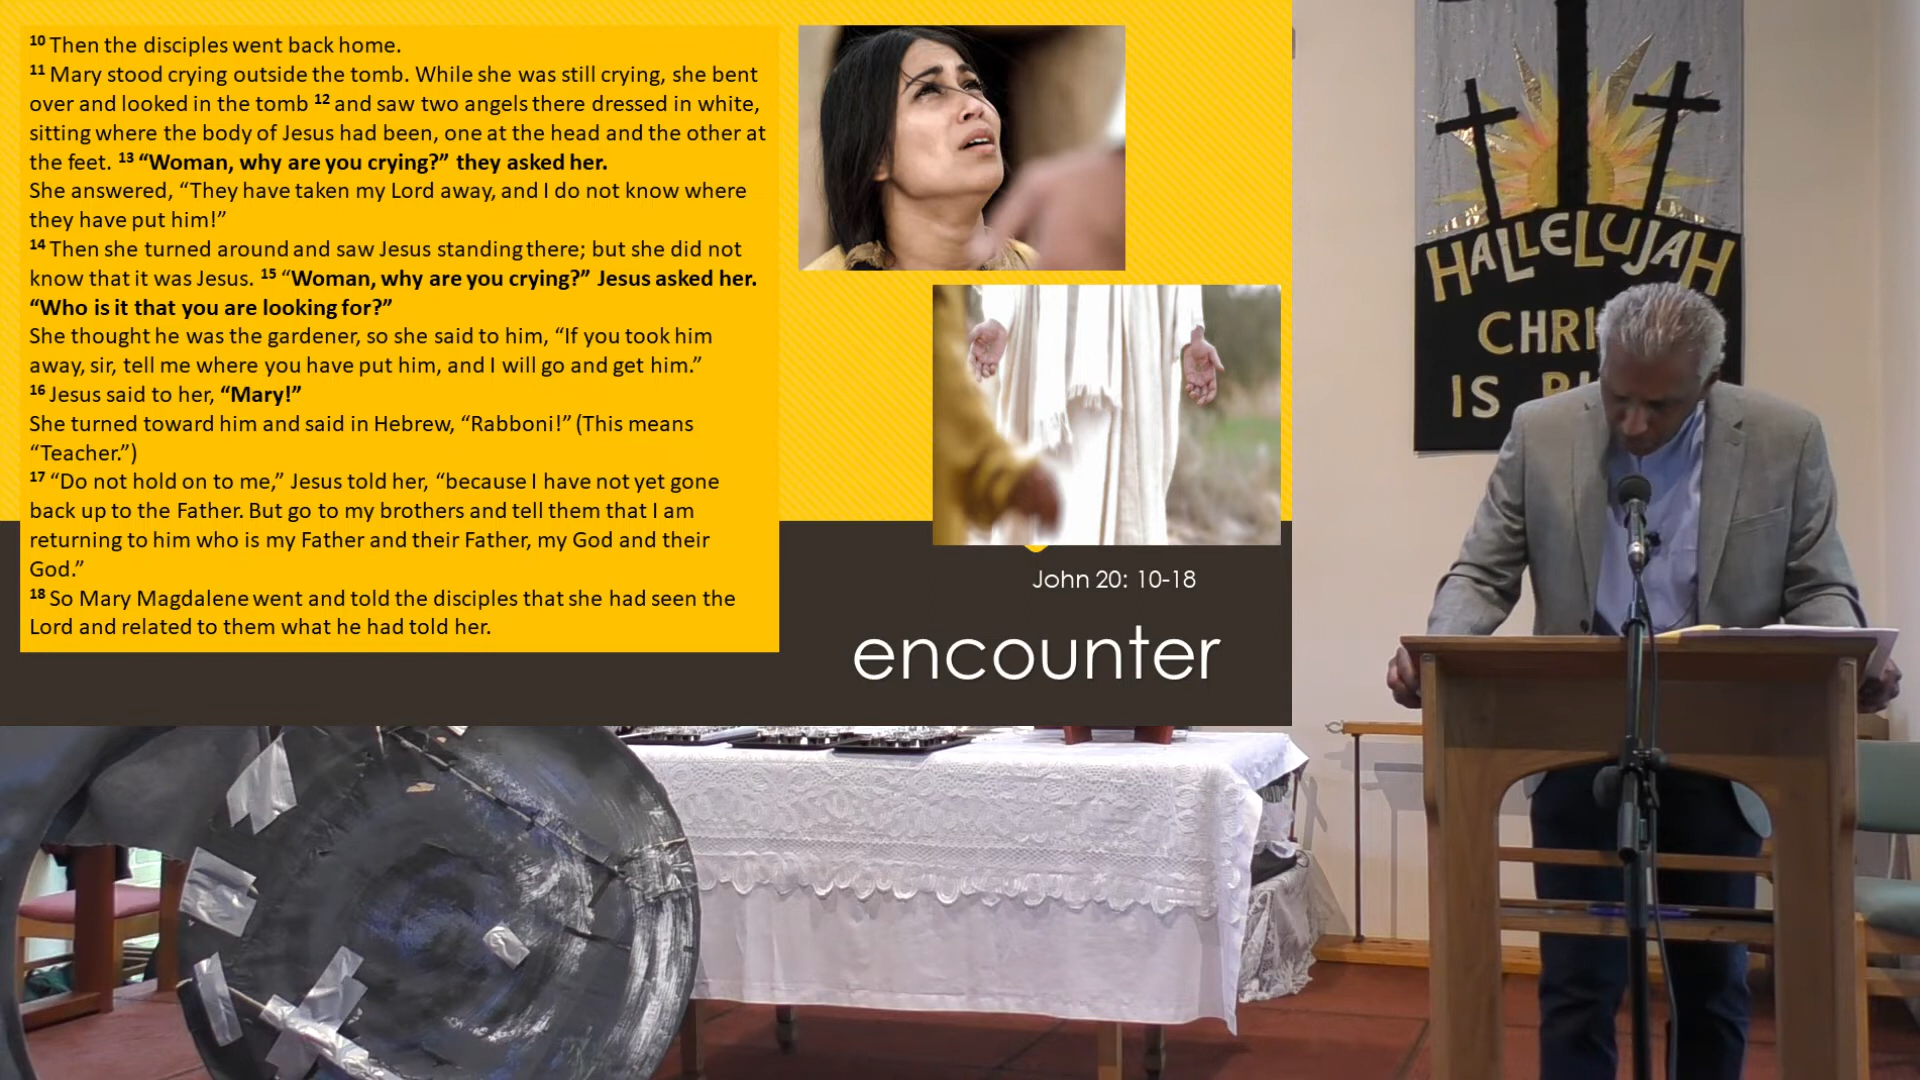 10 Then the disciples went back home.
11 Mary stood crying outside the tomb. While she was still crying, she bent
over and looked in the tomb 12 and saw two angels there dressed in white,
sitting where the body of Jesus had been, one at the head and the other at
the feet. 13 “Woman, why are you crying?” they asked her.
She answered, “They have taken my Lord away, and I do not know where
they have put him!”
14 Then she turned around and saw Jesus standing there; but she did not
know that it was Jesus. 15 “Woman, why are you crying?” Jesus asked her.
“Who is it that you are looking for?”
She thought he was the gardener, so she said to him, “If you took him
away, sir, tell me where you have put him, and I will go and get him.”
16 Jesus said to her, “Mary!”
She turned toward him and said in Hebrew, “Rabboni!” (This means
“Teacher.”)
17 “Do not hold on to me,” Jesus told her, “because I have not yet gone
back up to the Father. But go to my brothers and tell them that I am
returning to him who is my Father and their Father, my God and their
God.”
18 So Mary Magdalene went and told the disciples that she had seen the
Lord and related to them what he had told her.
John 20: 10-18
encounter
HALLELUJAH
CHRI
IS